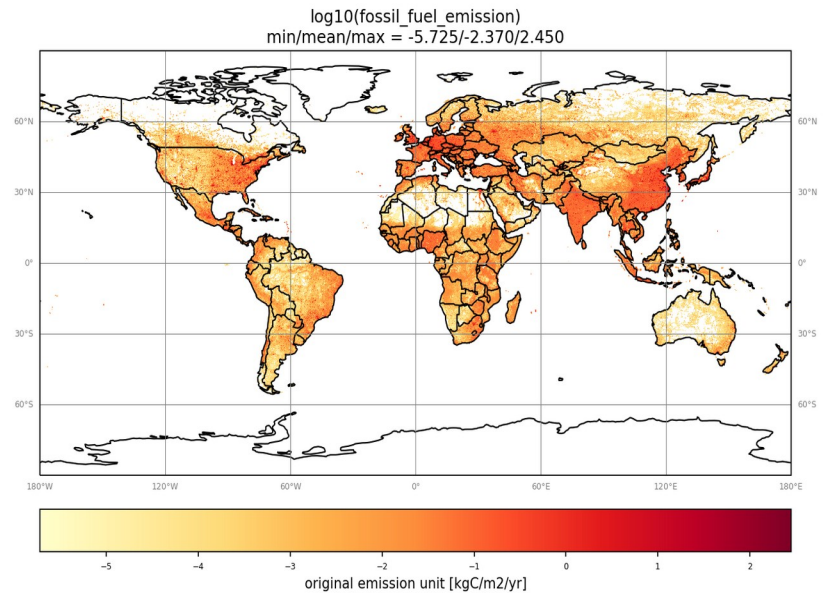 log10(fossil_fuel_emission)
min/mean/max = -5.725/-2.370/2.450
60°N 60°N
30°N 30°N
0° 0°
30°S 30°S
60°S 60°S
180°W 120°W 60°W 0° 60°E 120°E 180°E
−5 −4 −3 −2 −1 0 1 2
original emission unit [kgC/m2/yr]